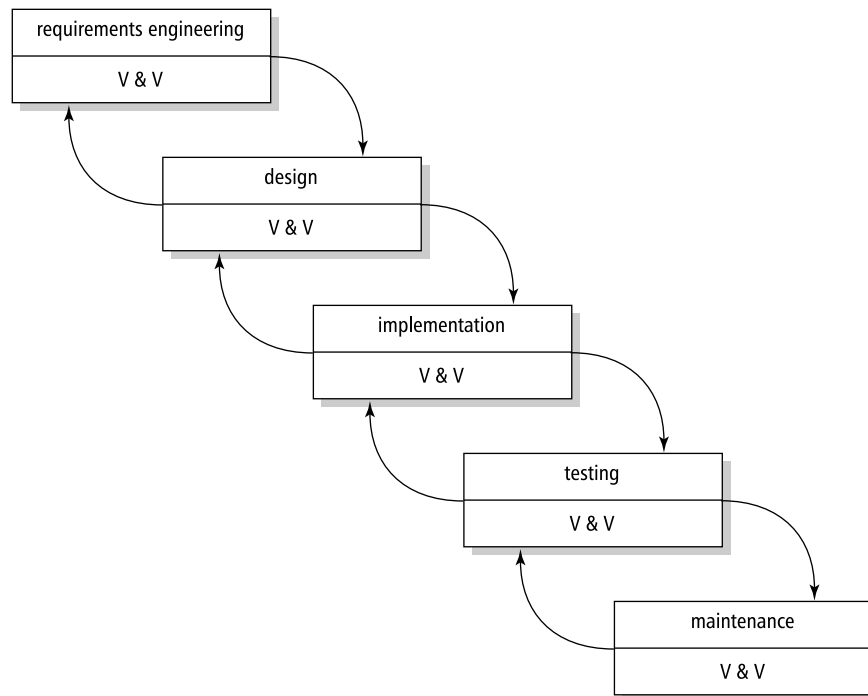 requirements engineering
V & V
design
V & V
implementation
V & V
testing
V & V
maintenance
V & V